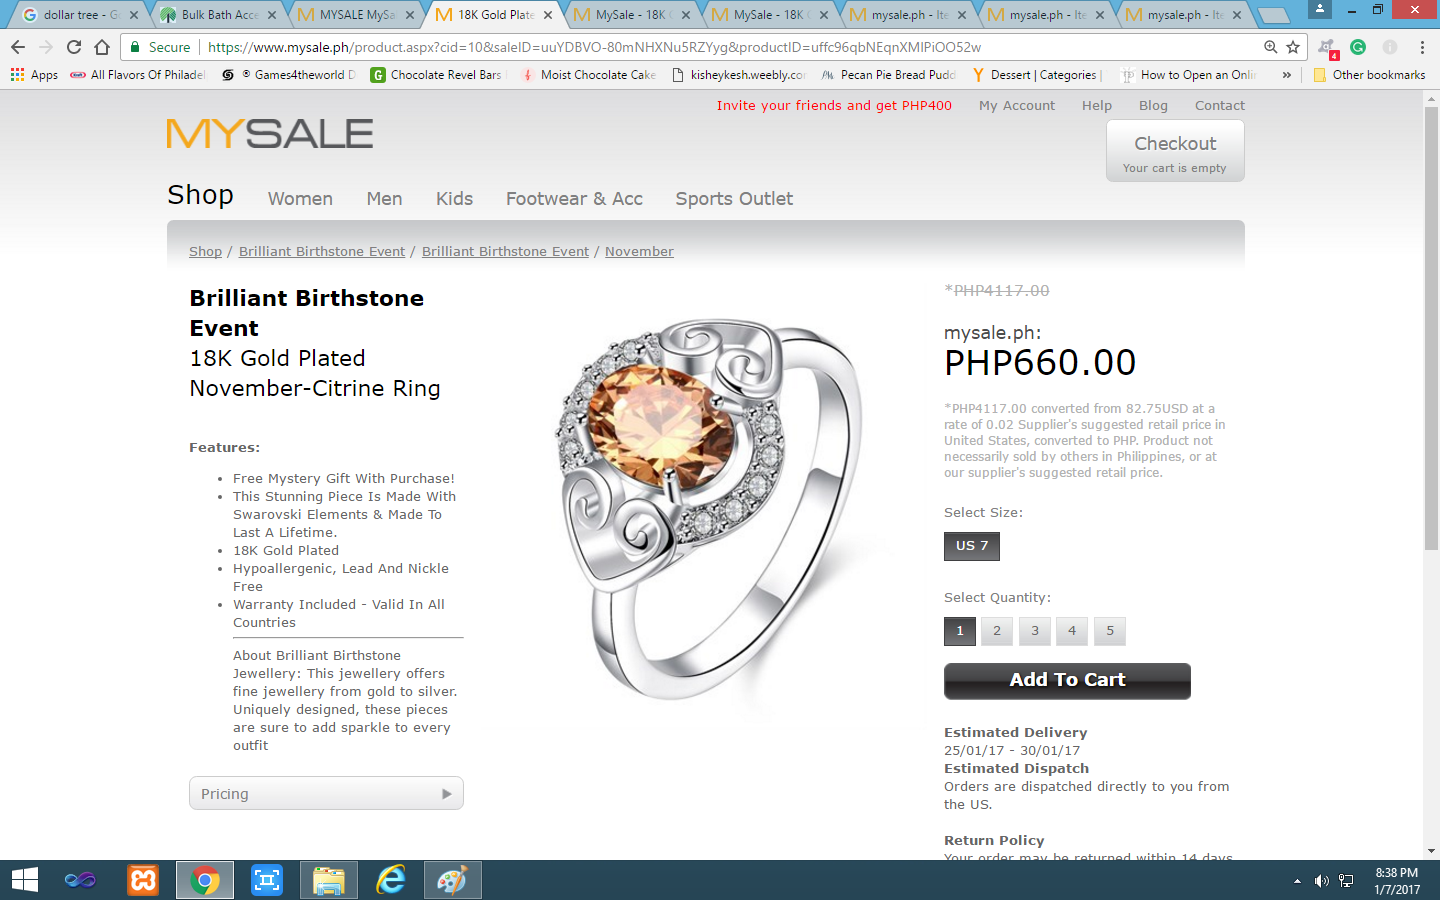 dollar tree - G
Bulk Bath Acce
MYSALE MySa
18K Gold Plate
MySale - 18K
MySale - 18K
mysale.ph - Ite
mysale.ph - Ite
mysale.ph - Ite
Secure https://www.mysale.ph/product.aspx?cid=10&saleID=uuYDBVO-80mNHXNu5RZYyg&productID=uffc96qbNEqnXMIPiOO52w
4
Apps
All Flavors Of Philadel
® Games4theworld D
Chocolate Revel Bars
Moist Chocolate Cake
kisheykesh.weebly.co
Pecan Pie Bread Pudd
Dessert | Categories |
How to Open an Onli
»
Other bookmarks
Invite your friends and get PHP400 My Account Help Blog Contact
MYSALE
Checkout
Your cart is empty
Shop Women Men Kids Footwear & Acc Sports Outlet
Shop / Brilliant Birthstone Event / Brilliant Birthstone Event / November
Brilliant Birthstone
Event
18K Gold Plated
November-Citrine Ring
Features:
• Free Mystery Gift With Purchase!
• This Stunning Piece Is Made With
Swarovski Elements & Made To
Last A Lifetime.
• 18K Gold Plated
• Hypoallergenic, Lead And Nickle
Free
• Warranty Included - Valid In All
Countries
About Brilliant Birthstone
Jewellery: This jewellery offers
fine jewellery from gold to silver.
Uniquely designed, these pieces
are sure to add sparkle to every
outfit
Pricing
*PHP4117.00
mysale.ph:
PHP660.00
*PHP4117.00 converted from 82.75USD at a
rate of 0.02 Supplier's suggested retail price in
United States, converted to PHP. Product not
necessarily sold by others in Philippines, or at
our supplier's suggested retail price.
Select Size:
US 7
Select Quantity:
1 2 3 4 5
Add To Cart
Estimated Delivery
25/01/17 - 30/01/17
Estimated Dispatch
Orders are dispatched directly to you from
the US.
Return Policy
Your order may be returned within 14 days
8:38 PM
1/7/2017